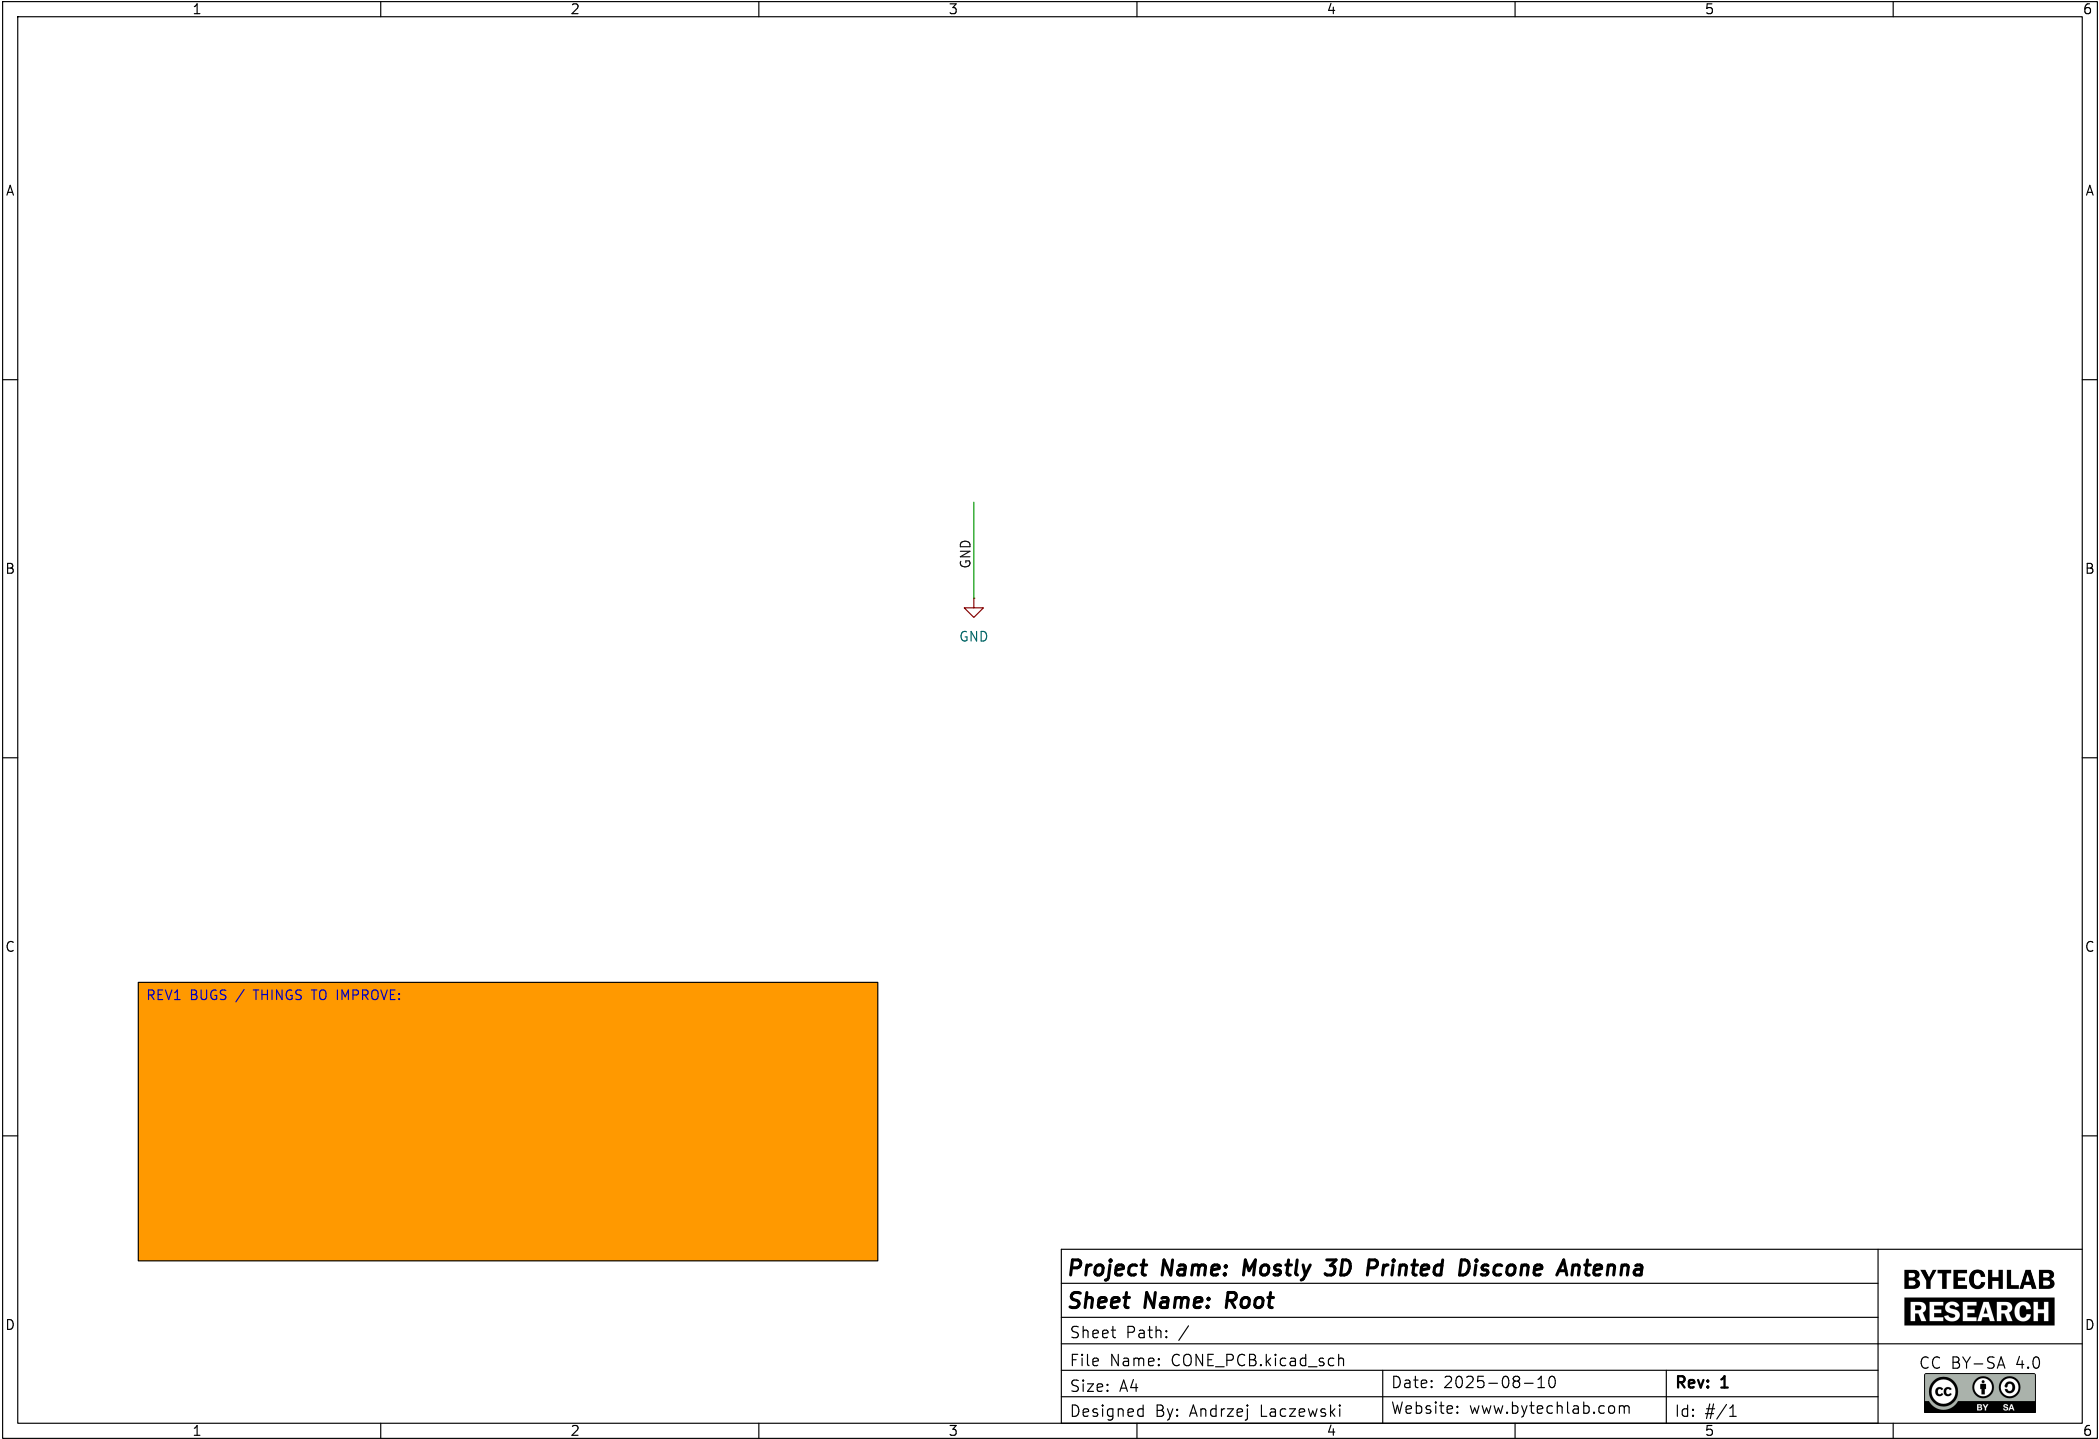 1 2 3 4 5 6
A A
GND
B B
GND
C C
REV1 BUGS / THINGS TO IMPROVE:
Project Name: Mostly 3D Printed Discone Antenna
BYTECHLAB
RESEARCH
Sheet Name: Root
D D
Sheet Path: /
File Name: CONE_PCB.kicad_sch
CC BY-SA 4.0
Size: A4
Date: 2025-08-10
Rev: 1
cc
BY SA
Designed By: Andrzej Laczewski
Website: www.bytechlab.com
Id: #/1
1 2 3 4 5 6